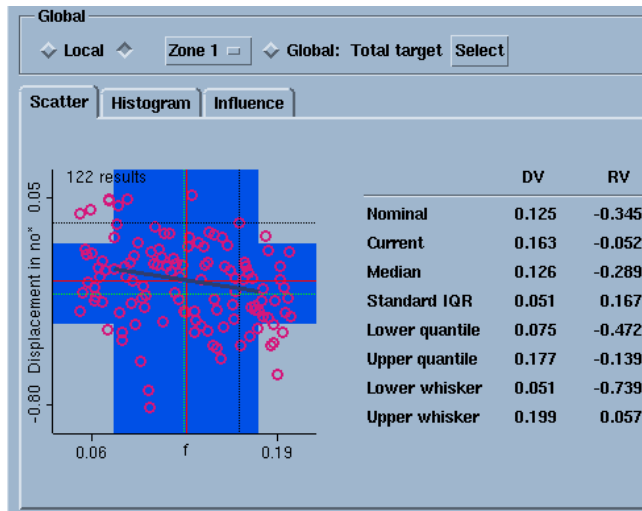 Global
Local Zone 1 Global: Total target Select
Scatter Histogram Influence
122 results
0.05
Displacement in no*
-0.80
0.06 f 0.19
DV RV
Nominal 0.125 -0.345
Current 0.163 -0.052
Median 0.126 -0.289
Standard IQR 0.051 0.167
Lower quantile 0.075 -0.472
Upper quantile 0.177 -0.139
Lower whisker 0.051 -0.739
Upper whisker 0.199 0.057